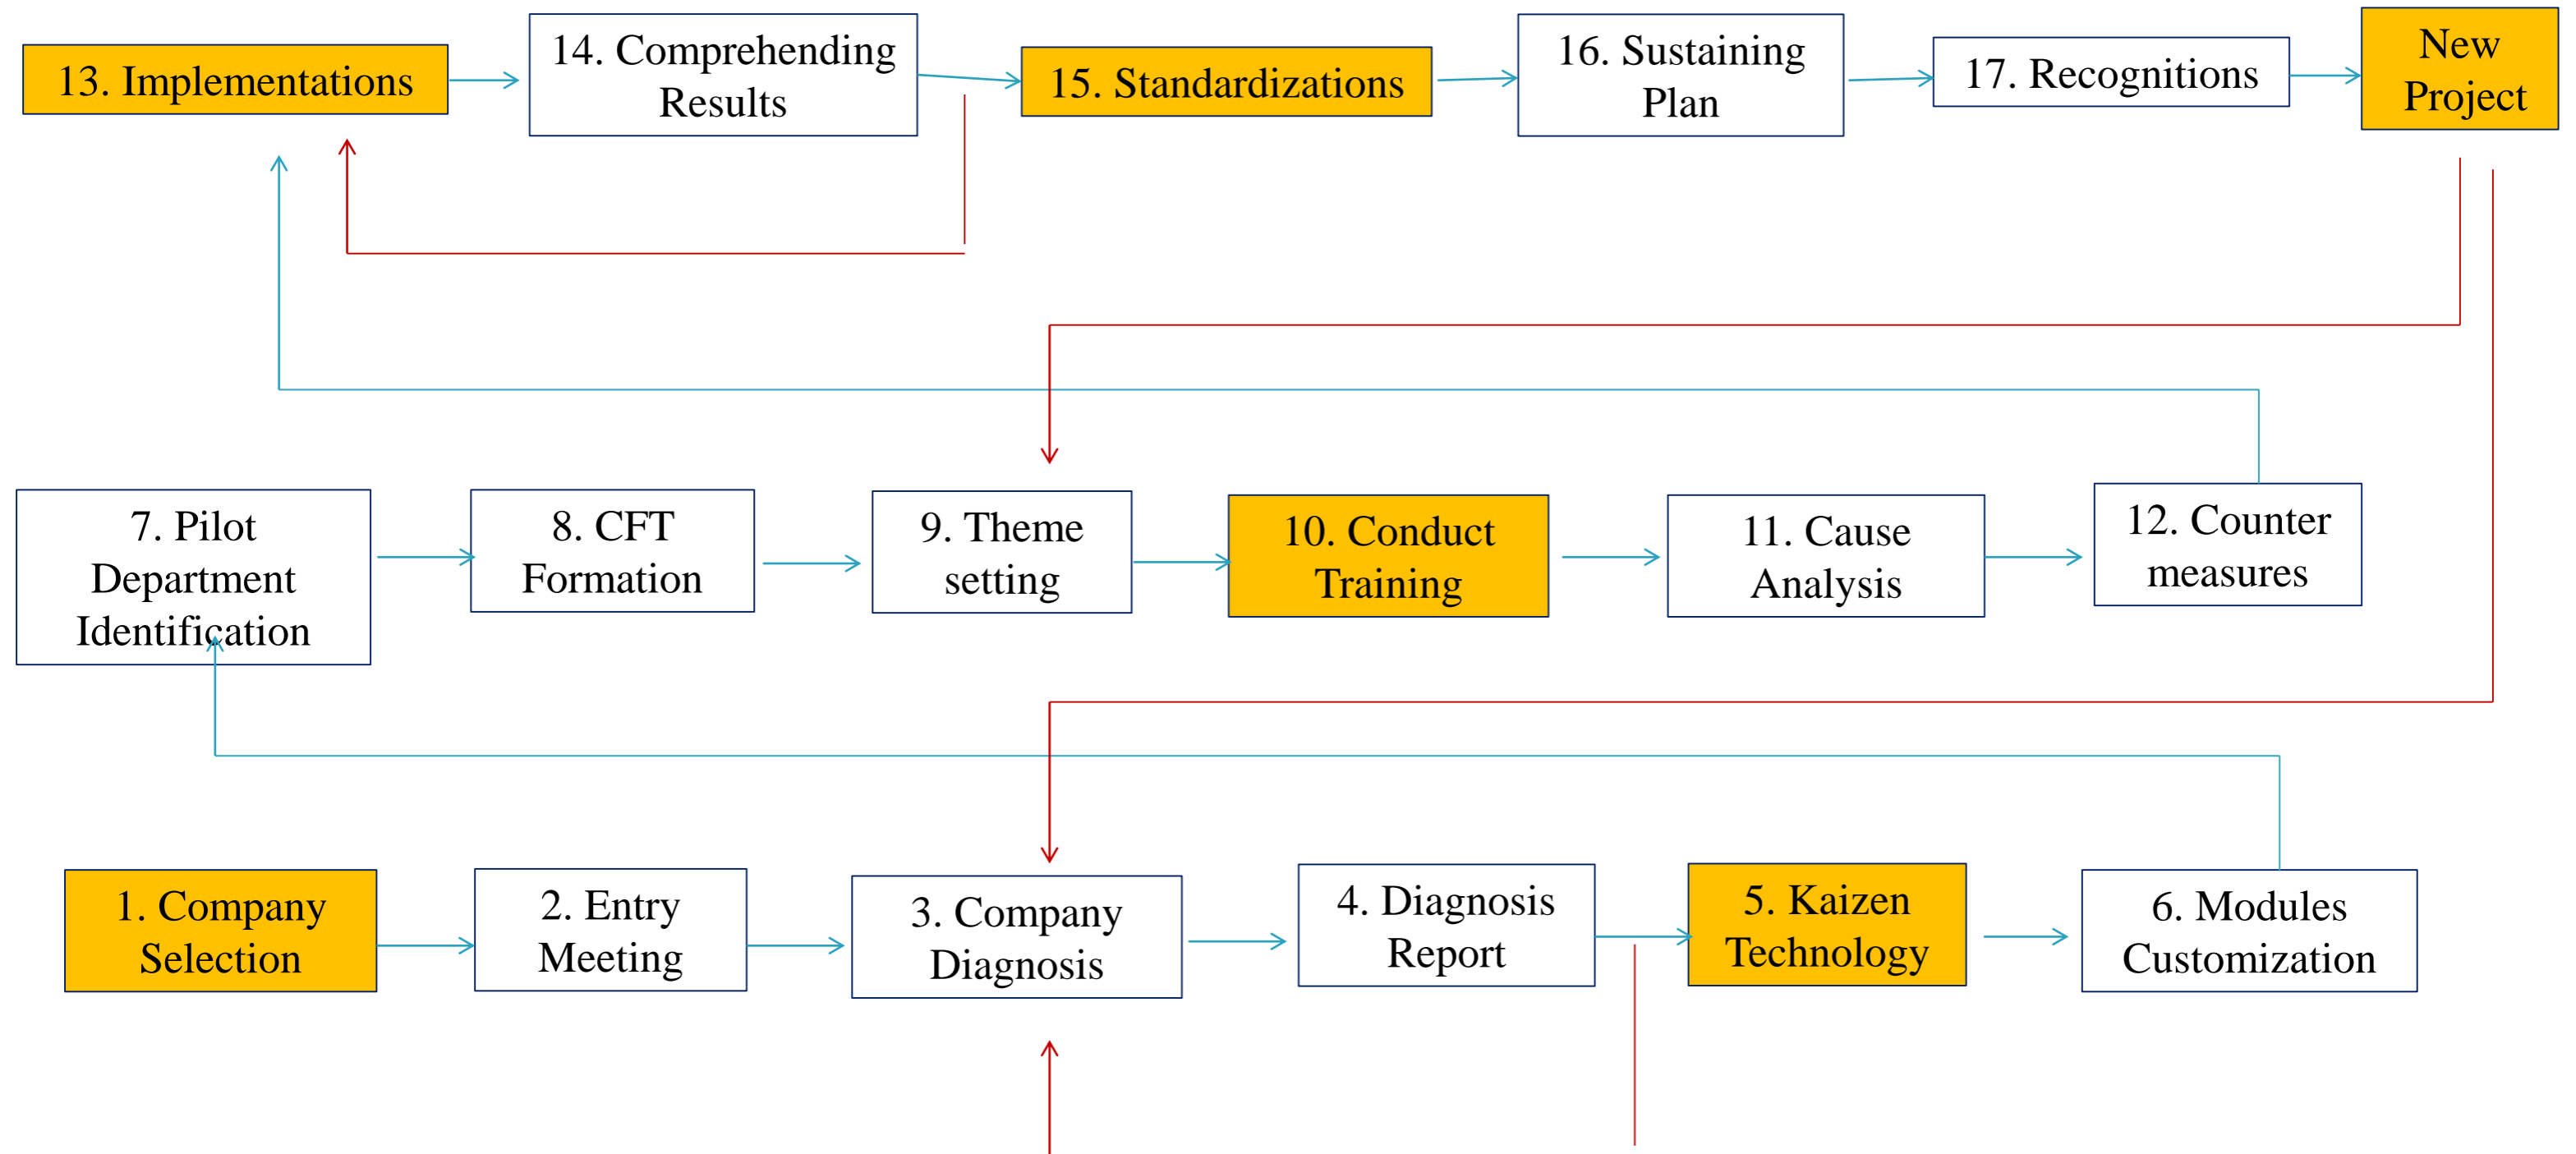 13. Implementations
14. Comprehending
Results
15. Standardizations
16. Sustaining
Plan
17. Recognitions
New
Project
7. Pilot
Department
Identification
8. CFT
Formation
9. Theme
setting
10. Conduct
Training
11. Cause
Analysis
12. Counter
measures
1. Company
Selection
2. Entry
Meeting
3. Company
Diagnosis
4. Diagnosis
Report
5. Kaizen
Technology
6. Modules
Customization